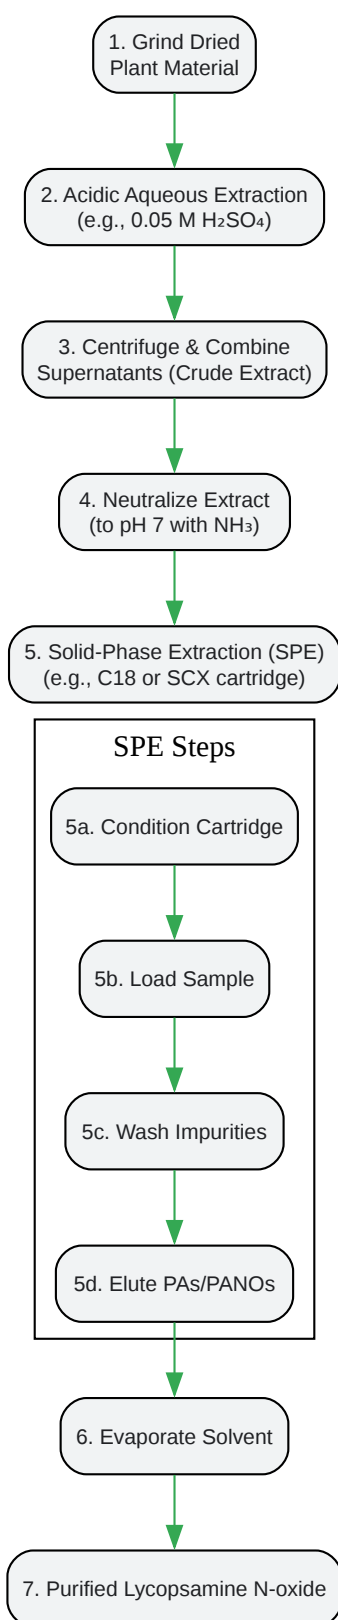 1. Grind Dried
Plant Material
2. Acidic Aqueous Extraction
(e.g., 0.05 M H₂SO₄)
3. Centrifuge & Combine
Supernatants (Crude Extract)
4. Neutralize Extract
(to pH 7 with NH₃)
5. Solid-Phase Extraction (SPE)
(e.g., C18 or SCX cartridge)
SPE Steps
5a. Condition Cartridge
5b. Load Sample
5c. Wash Impurities
5d. Elute PAs/PANOs
6. Evaporate Solvent
7. Purified Lycopsamine N-oxide